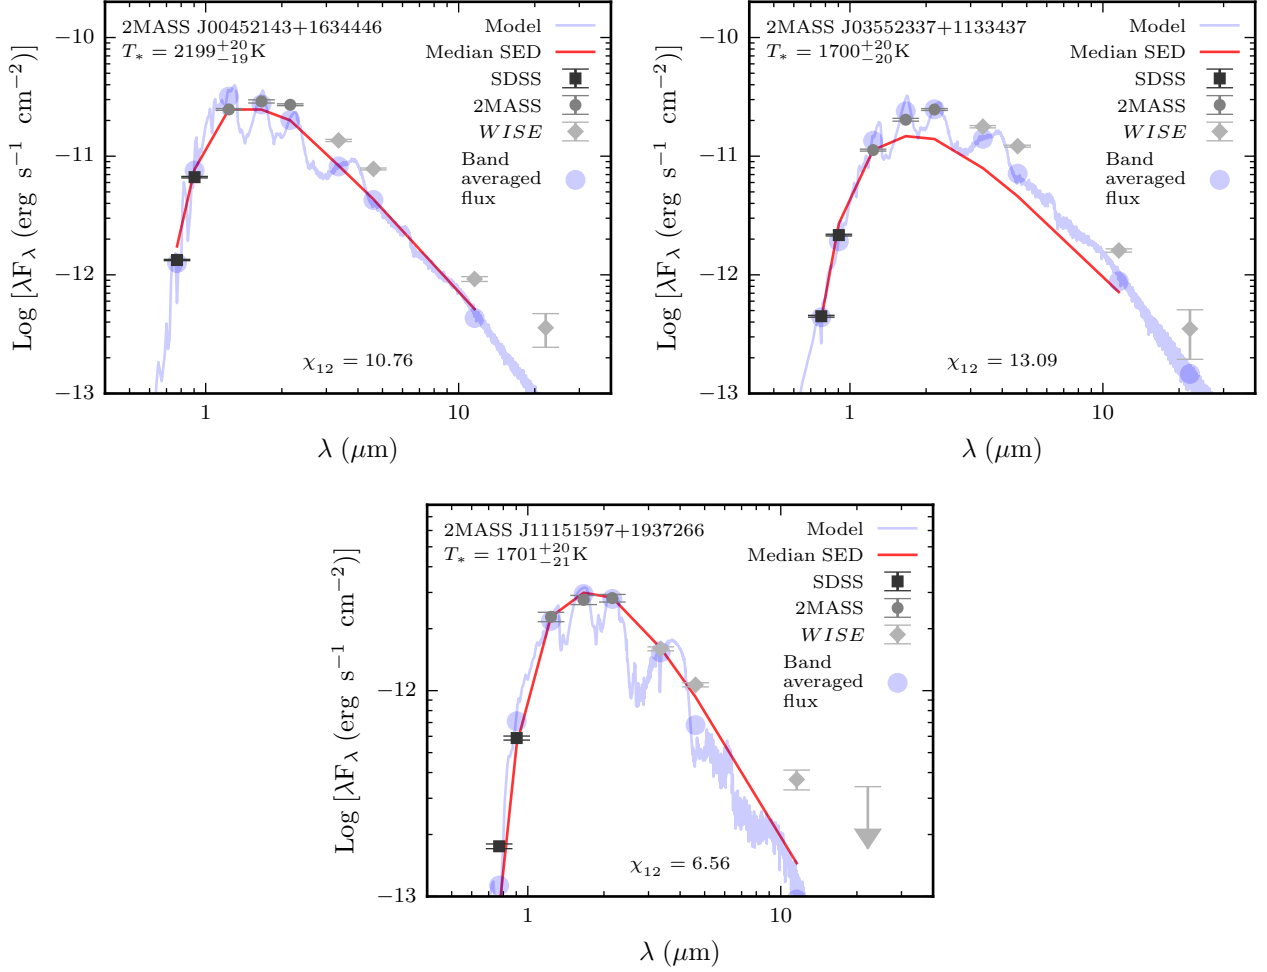 2MASS J00452143+1634446
T* = 2199+20−19K
Model
Median SED
SDSS
2MASS
WISE
Band
averaged
flux
χ12 = 10.76
−10
−11
−12
−13
1
10
λ (μm)
Log [λFλ (erg s−1 cm−2)]
2MASS J03552337+1133437
T* = 1700+20−20K
Model
Median SED
SDSS
2MASS
WISE
Band
averaged
flux
χ12 = 13.09
−10
−11
−12
−13
1
10
λ (μm)
Log [λFλ (erg s−1 cm−2)]
2MASS J11151597+1937266
T* = 1701+20−21K
Model
Median SED
SDSS
2MASS
WISE
Band
averaged
flux
χ12 = 6.56
−12
−13
1
10
λ (μm)
Log [λFλ (erg s−1 cm−2)]